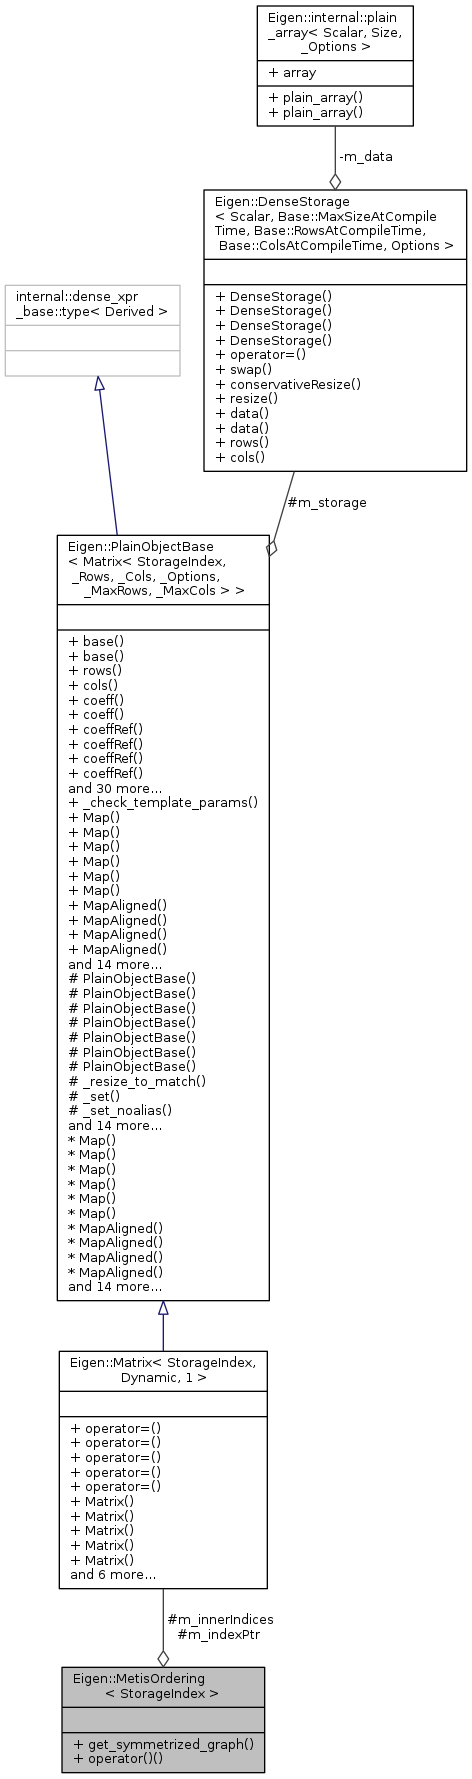 Eigen::internal::plain
_array< Scalar, Size,
_Options >
+ array
+ plain_array()
+ plain_array()
-m_data
Eigen::DenseStorage
< Scalar, Base::MaxSizeAtCompile
Time, Base::RowsAtCompileTime,
Base::ColsAtCompileTime, Options >
+ DenseStorage()
+ DenseStorage()
+ DenseStorage()
+ DenseStorage()
+ operator=()
+ swap()
+ conservativeResize()
+ resize()
+ data()
+ data()
+ rows()
+ cols()
internal::dense_xpr
_base::type< Derived >
#m_storage
Eigen::PlainObjectBase
< Matrix< StorageIndex,
_Rows, _Cols, _Options,
_MaxRows, _MaxCols > >
+ base()
+ base()
+ rows()
+ cols()
+ coeff()
+ coeff()
+ coeffRef()
+ coeffRef()
+ coeffRef()
+ coeffRef()
and 30 more...
+ _check_template_params()
+ Map()
+ Map()
+ Map()
+ Map()
+ Map()
+ Map()
+ MapAligned()
+ MapAligned()
+ MapAligned()
+ MapAligned()
and 14 more...
# PlainObjectBase()
# PlainObjectBase()
# PlainObjectBase()
# PlainObjectBase()
# PlainObjectBase()
# PlainObjectBase()
# PlainObjectBase()
# _resize_to_match()
# _set()
# _set_noalias()
and 14 more...
* Map()
* Map()
* Map()
* Map()
* Map()
* Map()
* MapAligned()
* MapAligned()
* MapAligned()
* MapAligned()
and 14 more...
Eigen::Matrix< StorageIndex,
Dynamic, 1 >
+ operator=()
+ operator=()
+ operator=()
+ operator=()
+ operator=()
+ Matrix()
+ Matrix()
+ Matrix()
+ Matrix()
+ Matrix()
and 6 more...
#m_innerIndices
#m_indexPtr
Eigen::MetisOrdering
< StorageIndex >
+ get_symmetrized_graph()
+ operator()()